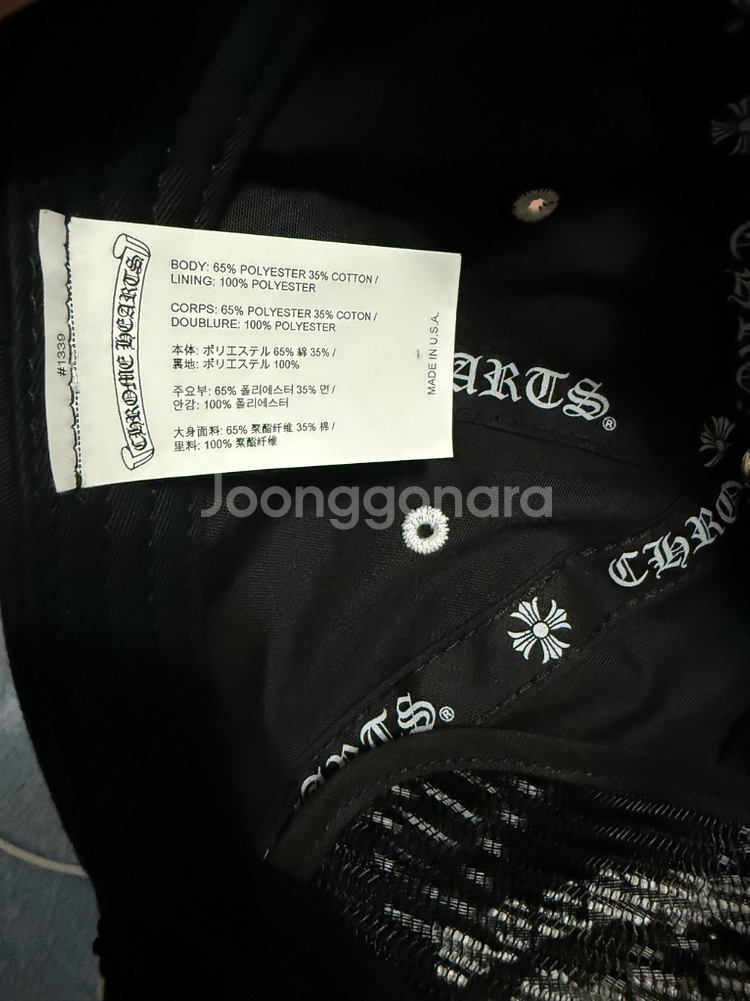 #1339
CHROME HEARTS
BODY: 65% POLYESTER 35% COTTON /
LINING: 100% POLYESTER
CORPS: 65% POLYESTER 35% COTON /
DOUBLURE: 100% POLYESTER
本体: ポリエステル 65% 綿 35% /
裏地: ポリエステル 100%
주요부: 65% 폴리에스터 35% 면 /
안감: 100% 폴리에스터
大身面料: 65% 聚酯纤维 35% 棉 /
里料: 100% 聚酯纤维
MADE IN U.S.A.
ARTS®
Joonggonara
CHRO
ARTS®